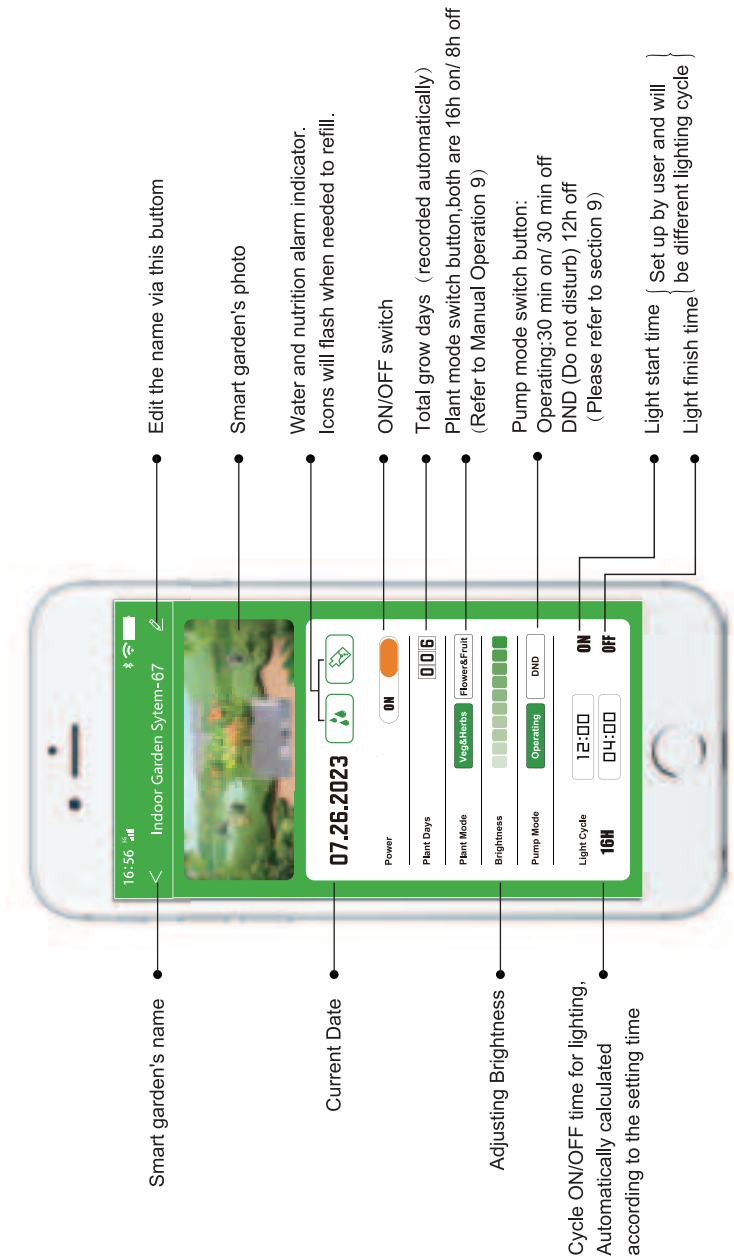 Smart garden's name
Current Date
Adjusting Brightness
Cycle ON/OFF time for lighting,
Automatically calculated
according to the setting time
16:56
Indoor Garden Sytem-67
07.26.2023
Power
ON
Plant Days
006
Plant Mode
Veg&Herbs
Flower&Fruit
Brightness
Pump Mode
Operating
DND
Light Cycle
16H
12:00
ON
04:00
OFF
Edit the name via this buttom
Smart garden's photo
Water and nutrition alarm indicator.
Icons will flash when needed to refill.
ON/OFF switch
Total grow days（recorded automatically）
Plant mode switch button,both are 16h on/ 8h off
（Refer to Manual Operation 9）
Pump mode switch button:
Operating:30 min on/ 30 min off
DND (Do not disturb) 12h off
（Please refer to section 9）
Light start time
Light finish time
Set up by user and will
be different lighting cycle